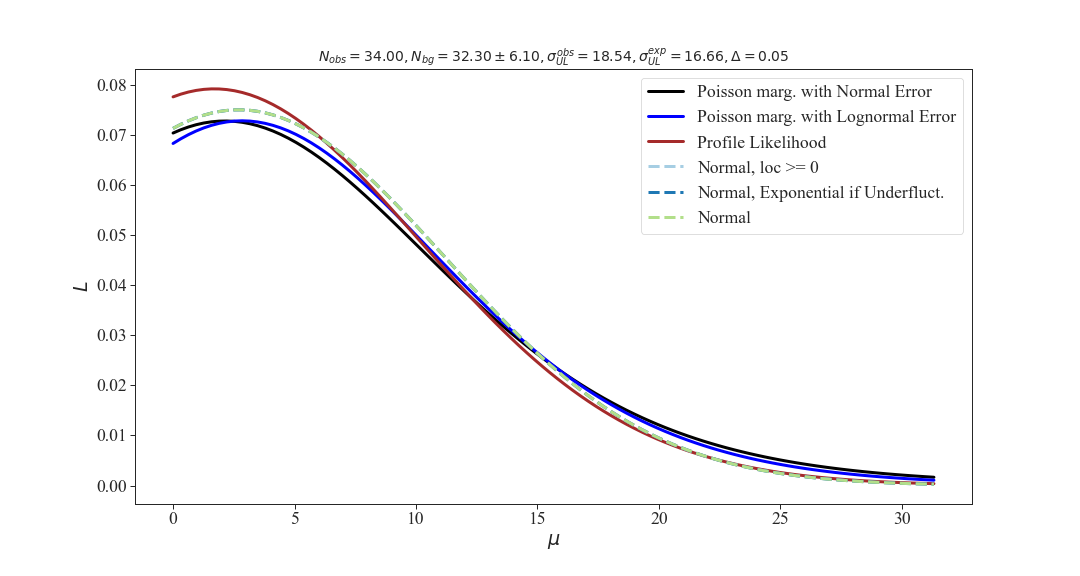 N_obs = 34.00, N_bg = 32.30 ± 6.10, σ_UL^obs = 18.54, σ_UL^exp = 16.66, Δ = 0.05
Poisson marg. with Normal Error
Poisson marg. with Lognormal Error
Profile Likelihood
Normal, loc >= 0
Normal, Exponential if Underfluct.
Normal
0.08
0.07
0.06
0.05
0.04
0.03
0.02
0.01
0.00
L
0 5 10 15 20 25 30
μ